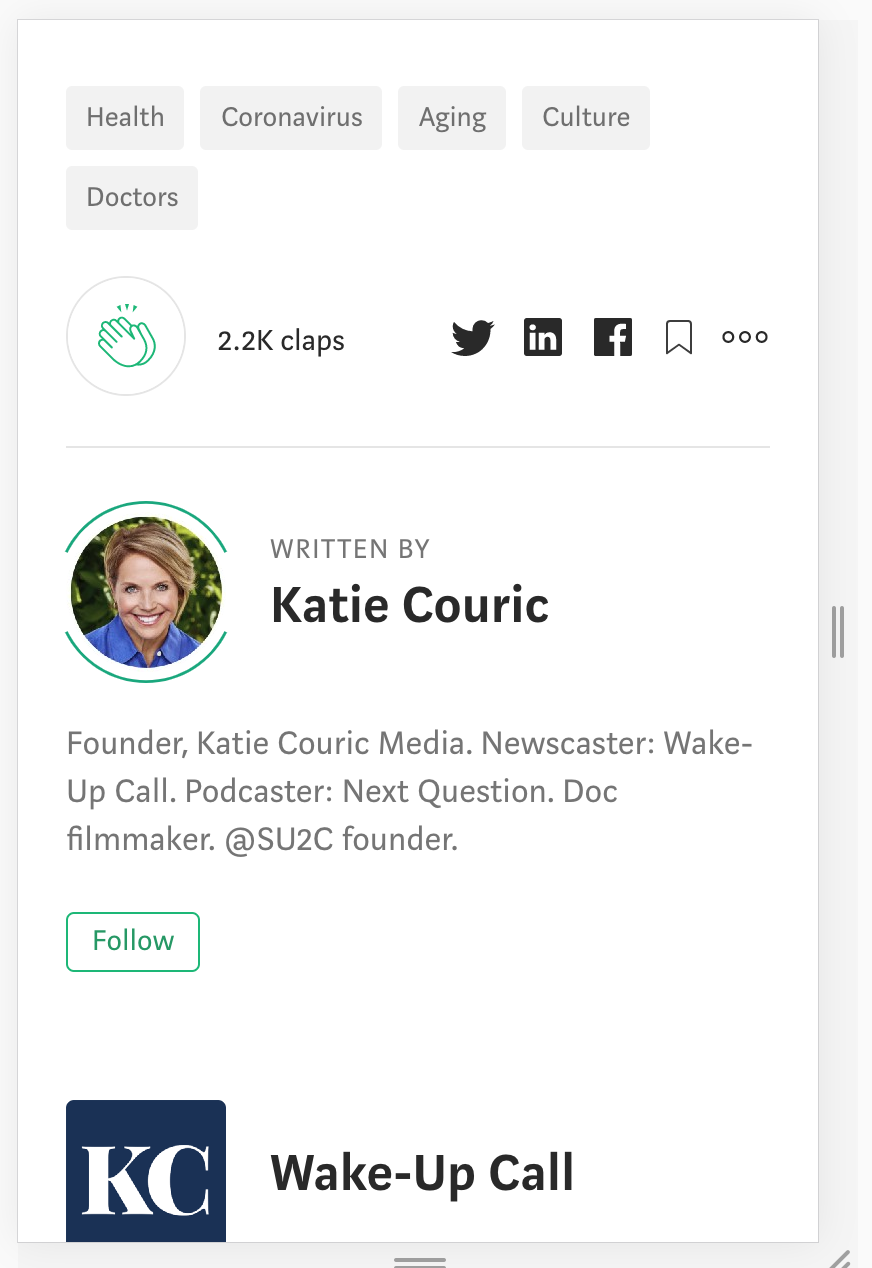 Health Coronavirus Aging Culture
Doctors
2.2K claps
WRITTEN BY
Katie Couric
Founder, Katie Couric Media. Newscaster: Wake-
Up Call. Podcaster: Next Question. Doc
filmmaker. @SU2C founder.
Follow
KC
Wake-Up Call